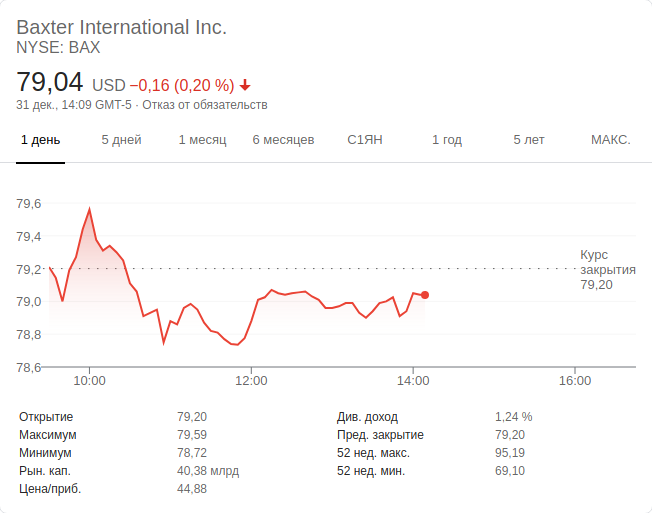 Baxter International Inc.
NYSE: BAX
79,04 USD −0,16 (0,20 %)
31 дек., 14:09 GMT-5 · Отказ от обязательств
1 день 5 дней 1 месяц 6 месяцев С1ЯН 1 год 5 лет МАКС.
79,6
79,4
79,2
79,0
78,8
78,6
Курс
закрытия
79,20
10:00 12:00 14:00 16:00
Открытие 79,20
Максимум 79,59
Минимум 78,72
Рын. кап. 40,38 млрд
Цена/приб. 44,88
Див. доход 1,24 %
Пред. закрытие 79,20
52 нед. макс. 95,19
52 нед. мин. 69,10